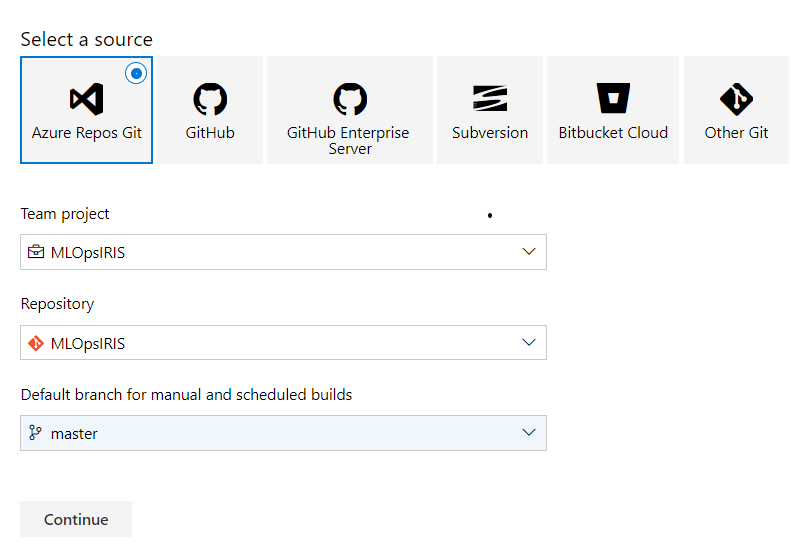 Select a source
Azure Repos Git
GitHub
GitHub Enterprise
Server
Subversion
Bitbucket Cloud
Other Git
Team project
MLOpsIRIS
Repository
MLOpsIRIS
Default branch for manual and scheduled builds
master
Continue